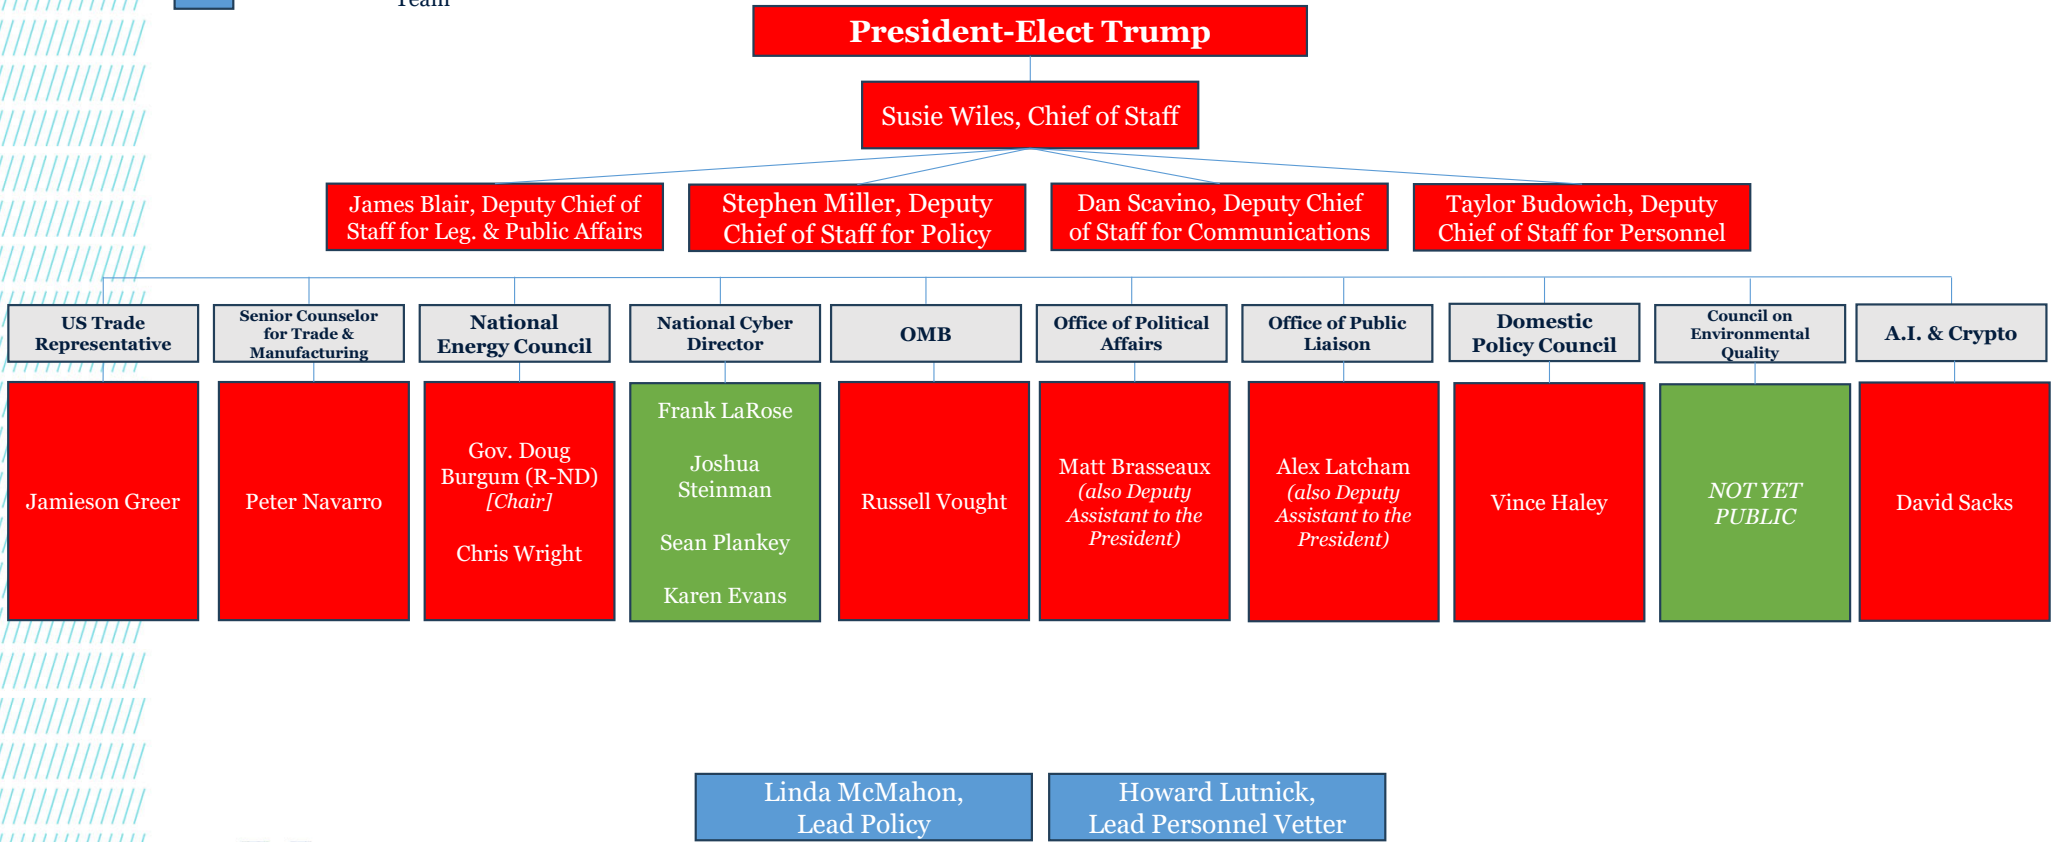 Team
President-Elect Trump
Susie Wiles, Chief of Staff
James Blair, Deputy Chief of
Staff for Leg. & Public Affairs
Stephen Miller, Deputy
Chief of Staff for Policy
Dan Scavino, Deputy Chief
of Staff for Communications
Taylor Budowich, Deputy
Chief of Staff for Personnel
US Trade
Representative
Senior Counselor
for Trade &
Manufacturing
National
Energy Council
National Cyber
Director
OMB
Office of Political
Affairs
Office of Public
Liaison
Domestic
Policy Council
Council on
Environmental
Quality
A.I. & Crypto
Jamieson Greer
Peter Navarro
Gov. Doug
Burgum (R-ND)
[Chair]
Chris Wright
Frank LaRose
Joshua
Steinman
Sean Plankey
Karen Evans
Russell Vought
Matt Brasseaux
(also Deputy
Assistant to the
President)
Alex Latcham
(also Deputy
Assistant to the
President)
Vince Haley
NOT YET
PUBLIC
David Sacks
Linda McMahon,
Lead Policy
Howard Lutnick,
Lead Personnel Vetter